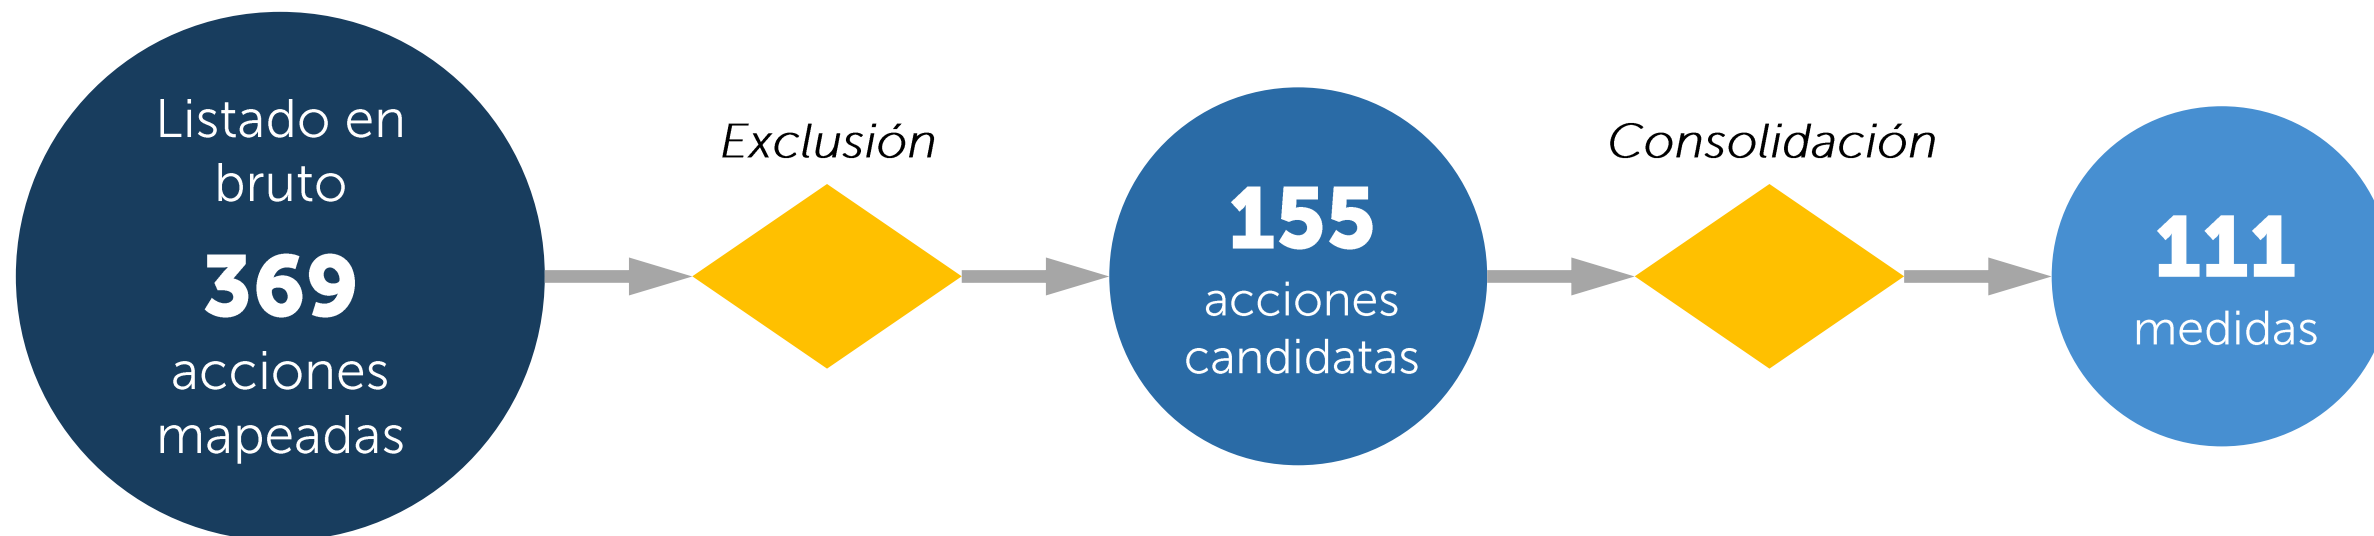 Listado en
bruto
369
acciones
mapeadas
Exclusión
155
acciones
candidatas
Consolidación
111
medidas